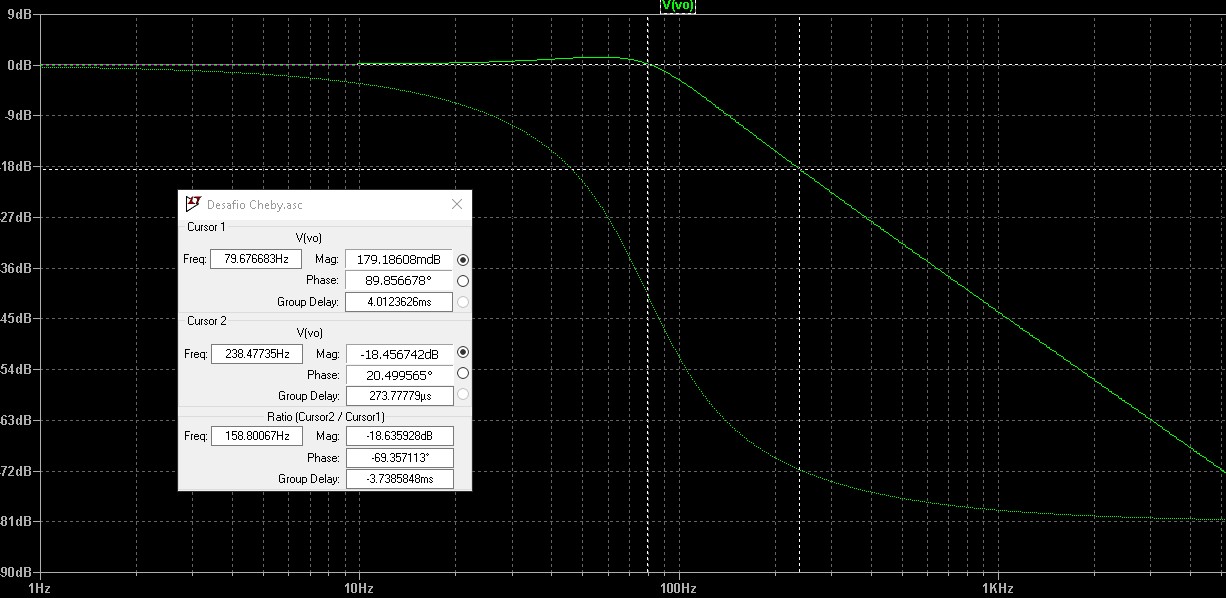 V(vo)
9dB
0dB
-9dB
-18dB
-27dB
-36dB
-45dB
-54dB
-63dB
-72dB
-81dB
-90dB
1Hz 10Hz 100Hz 1KHz
Desafio Cheby.asc
Cursor 1
V(vo)
Freq: 79.676683Hz Mag: 179.18608mdB
Phase: 89.856678°
Group Delay: 4.0123626ms
Cursor 2
V(vo)
Freq: 238.47735Hz Mag: -18.456742dB
Phase: 20.499565°
Group Delay: 273.77779µs
Ratio (Cursor2 / Cursor1)
Freq: 158.80067Hz Mag: -18.635928dB
Phase: -69.357113°
Group Delay: -3.7385848ms